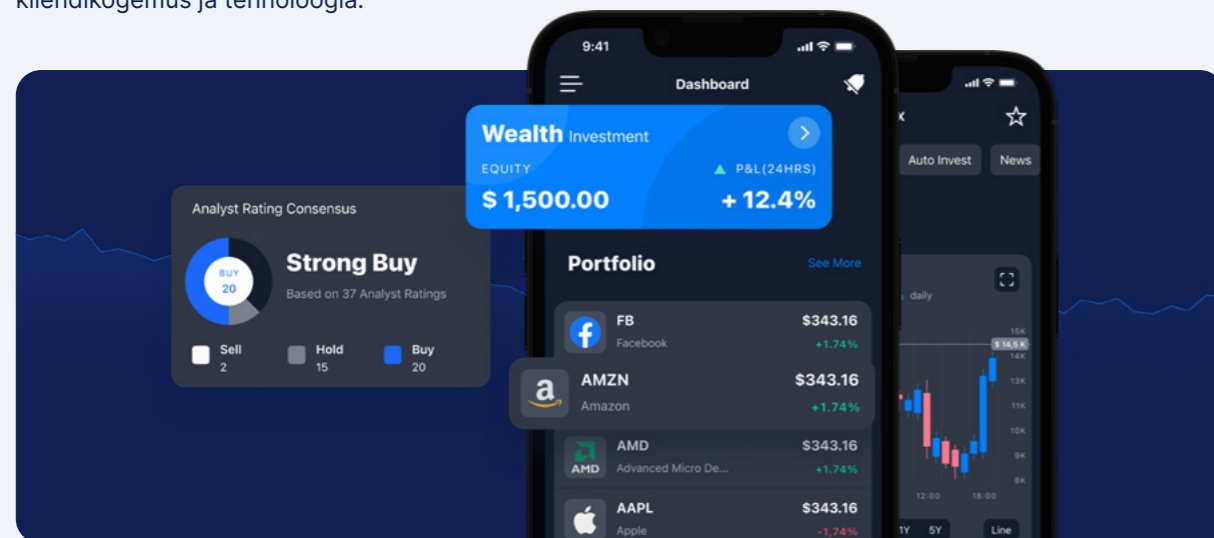 kliendikogemus ja tehnoloogia.
9:41
Dashboard
Wealth Investment
EQUITY
P&L(24HRS)
$ 1,500.00
+ 12.4%
Analyst Rating Consensus
BUY
20
Strong Buy
Based on 37 Analyst Ratings
Sell
2
Hold
15
Buy
20
Portfolio
See More
FB
$343.16
Facebook
+1.74%
a
AMZN
$343.16
Amazon
+1.74%
AMD
AMD
$343.16
Advanced Micro De...
+1.74%
AAPL
$343.16
Apple
-1,74%
Auto Invest
News
daily
15K
$ 14,5 K
14K
13K
11K
10K
9K
8K
12:00
18:00
1Y
5Y
Line